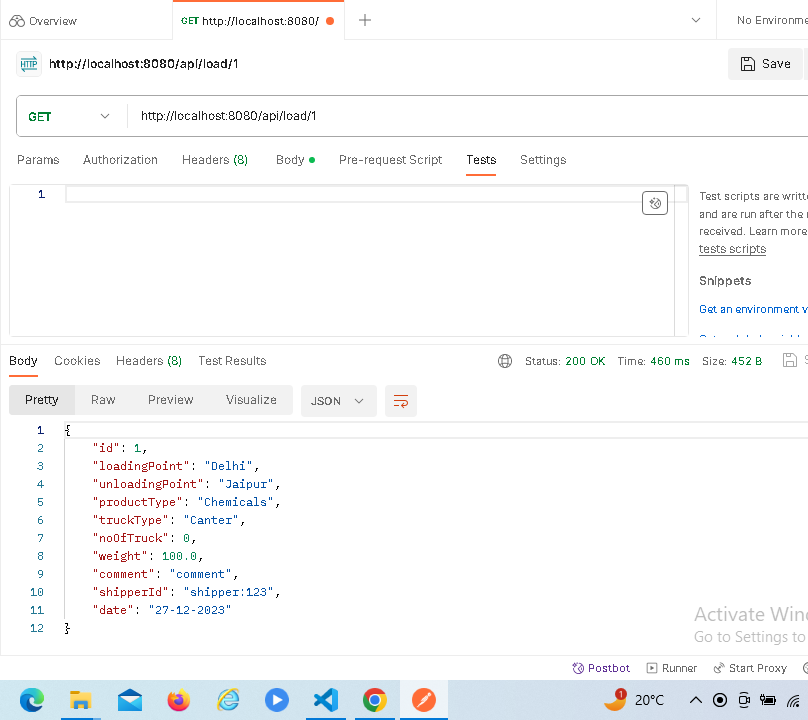 Overview
GET http://localhost:8080/
No Environme
HTTP http://localhost:8080/api/load/1
Save
GET http://localhost:8080/api/load/1
Params Authorization Headers (8) Body Pre-request Script Tests Settings
1
Test scripts are writte
and are run after the
received. Learn more
tests scripts
Snippets
Get an environment v
Body Cookies Headers (8) Test Results
Status: 200 OK Time: 460 ms Size: 452 B
Pretty Raw Preview Visualize JSON
1 {
2 "id": 1,
3 "loadingPoint": "Delhi",
4 "unloadingPoint": "Jaipur",
5 "productType": "Chemicals",
6 "truckType": "Canter",
7 "noOfTruck": 0,
8 "weight": 100.0,
9 "comment": "comment",
10 "shipperId": "shipper:123",
11 "date": "27-12-2023"
12 }
Activate Win
Go to Settings to
Postbot Runner Start Proxy
1
20°C